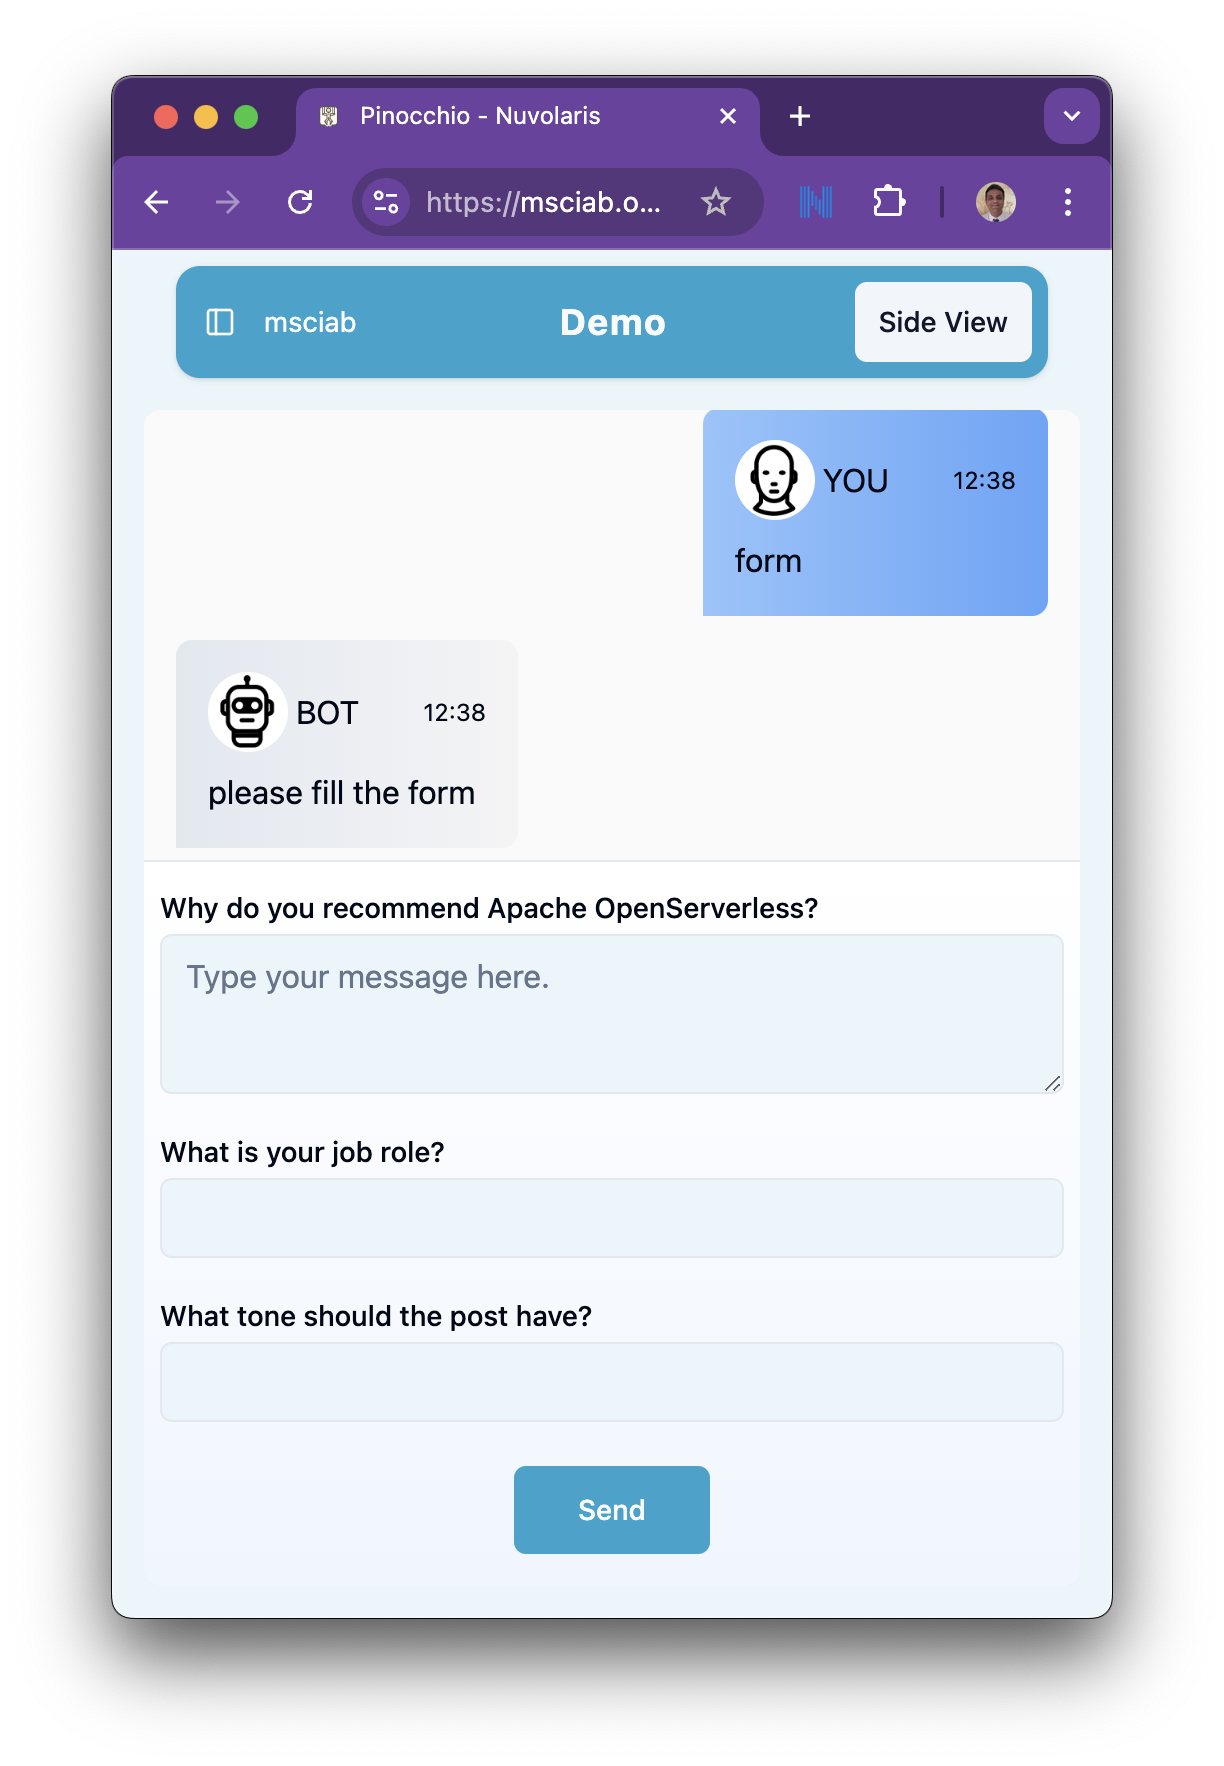 Pinocchio - Nuvolaris
https://msciab.o...
msciab
Demo
Side View
YOU
12:38
form
BOT
12:38
please fill the form
Why do you recommend Apache OpenServerless?
Type your message here.
What is your job role?
What tone should the post have?
Send